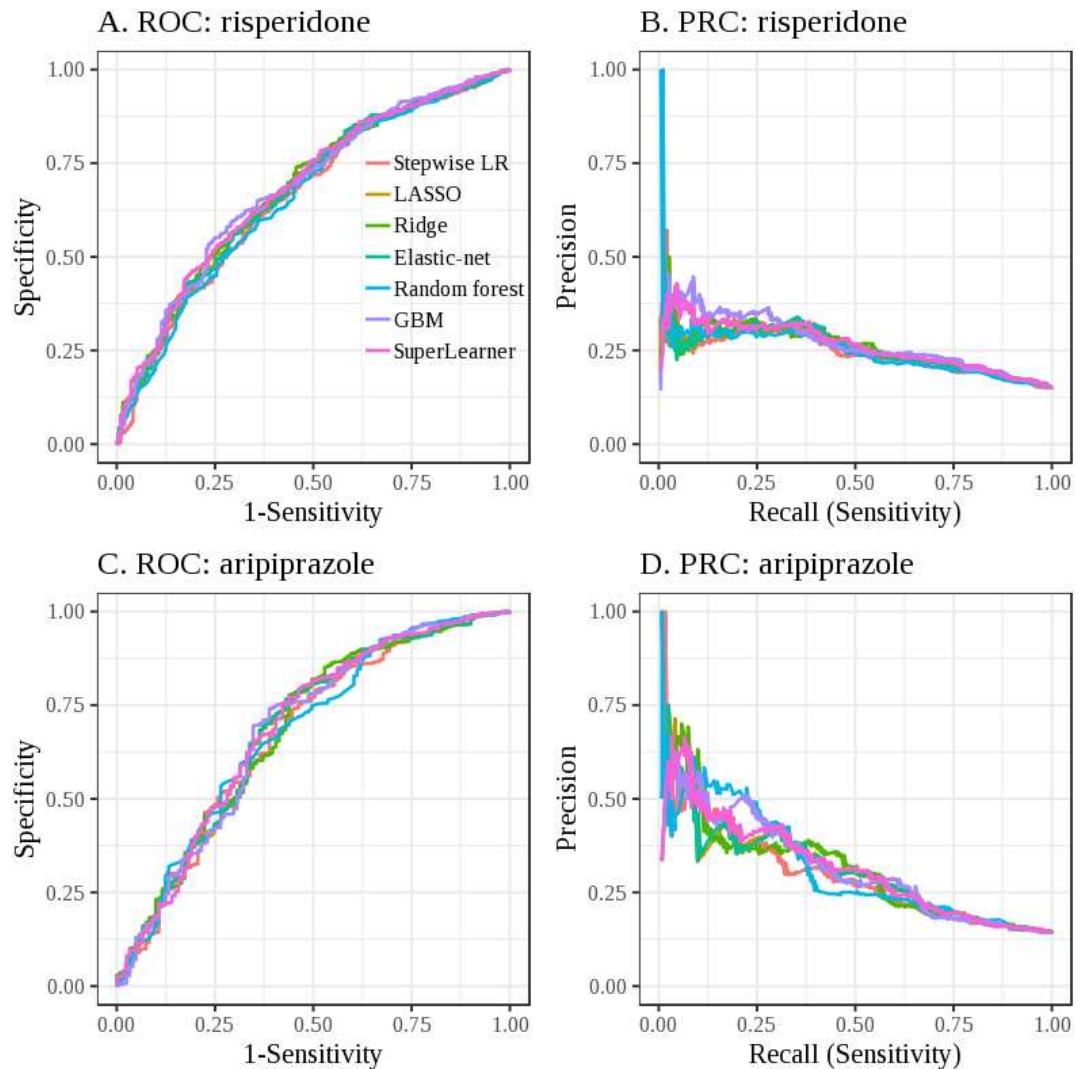 A. ROC: risperidone
B. PRC: risperidone
1.00
0.75
0.50
0.25
0.00
Specificity
Stepwise LR
LASSO
Ridge
Elastic-net
Random forest
GBM
SuperLearner
0.00 0.25 0.50 0.75 1.00
1-Sensitivity
1.00
0.75
0.50
0.25
0.00
Precision
0.00 0.25 0.50 0.75 1.00
Recall (Sensitivity)
C. ROC: aripiprazole
D. PRC: aripiprazole
1.00
0.75
0.50
0.25
0.00
Specificity
0.00 0.25 0.50 0.75 1.00
1-Sensitivity
1.00
0.75
0.50
0.25
0.00
Precision
0.00 0.25 0.50 0.75 1.00
Recall (Sensitivity)